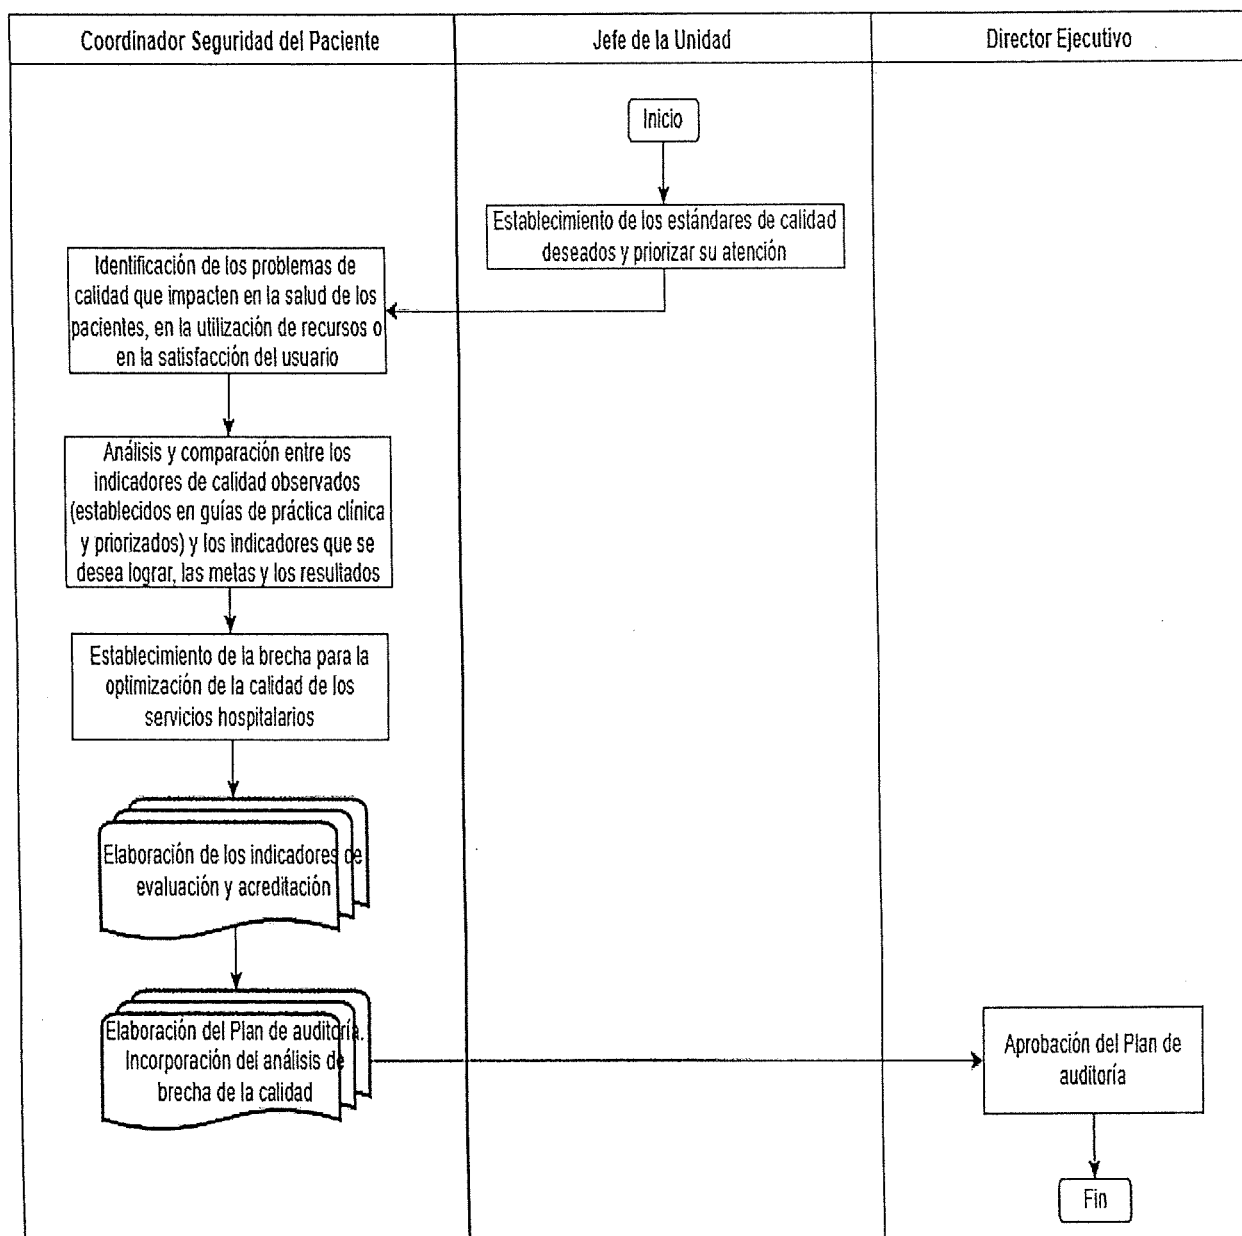 Coordinador Seguridad del Paciente
Jefe de la Unidad
Director Ejecutivo
Inicio
Establecimiento de los estándares de calidad
deseados y priorizar su atención
Identificación de los problemas de
calidad que impacten en la salud de los
pacientes, en la utilización de recursos o
en la satisfacción del usuario
Análisis y comparación entre los
indicadores de calidad observados
(establecidos en guías de práctica clínica
y priorizados) y los indicadores que se
desea lograr, las metas y los resultados
Establecimiento de la brecha para la
optimización de la calidad de los
servicios hospitalarios
Elaboración de los indicadores de
evaluación y acreditación
Elaboración del Plan de auditoría.
Incorporación del análisis de
brecha de la calidad
Aprobación del Plan de
auditoría
Fin